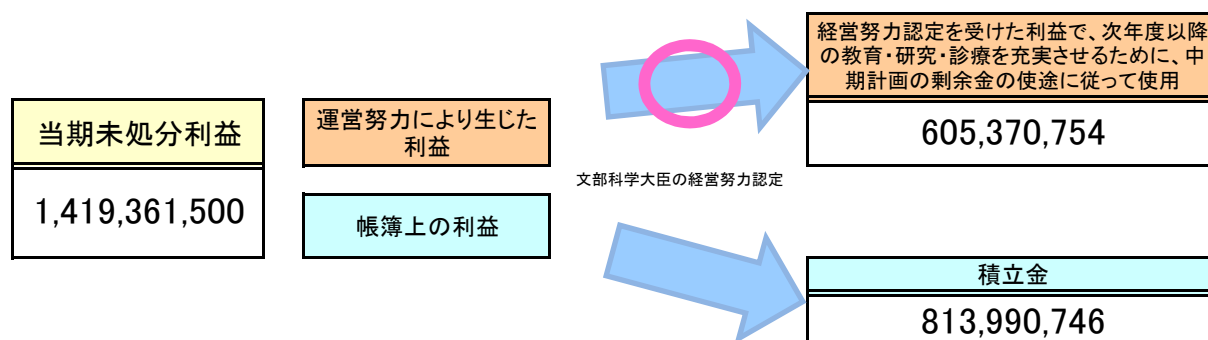 当期未処分利益
1,419,361,500
運営努力により生じた
利益
帳簿上の利益
文部科学大臣の経営努力認定
経営努力認定を受けた利益で、次年度以降
の教育・研究・診療を充実させるために、中
期計画の剰余金の使途に従って使用
605,370,754
積立金
813,990,746